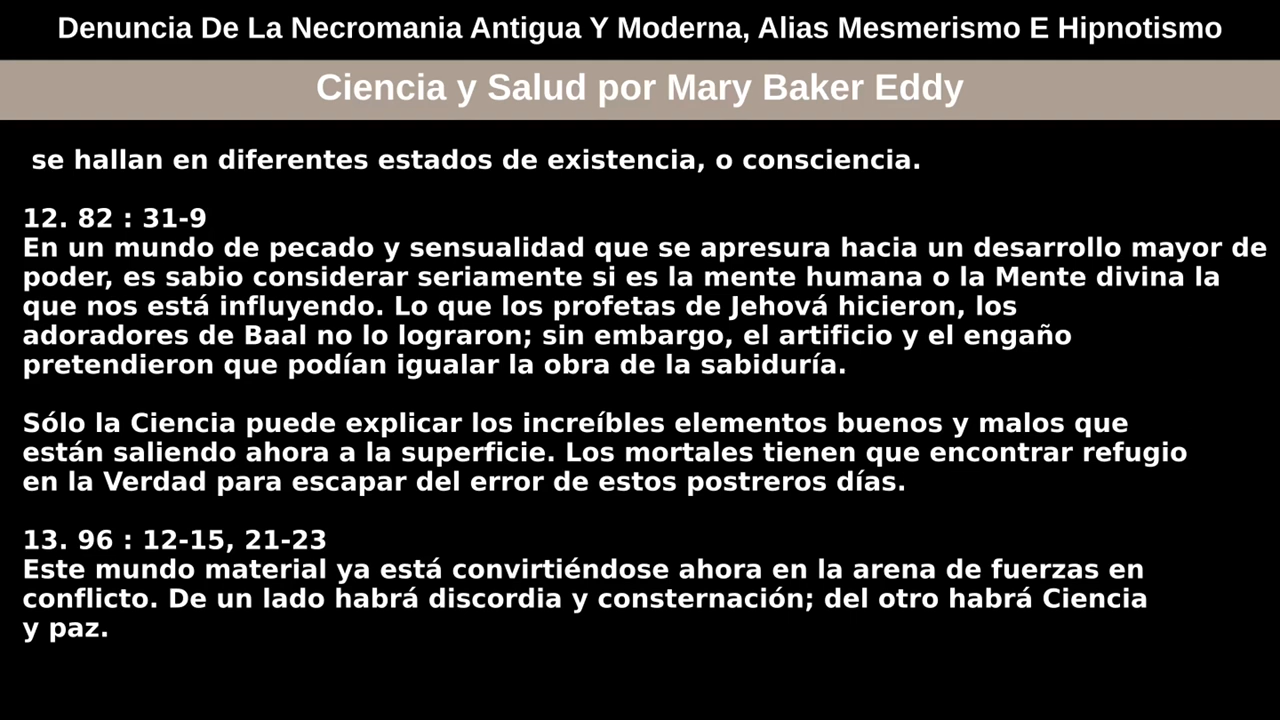 Denuncia De La Necromania Antigua Y Moderna, Alias Mesmerismo E Hipnotismo
Ciencia y Salud por Mary Baker Eddy
se hallan en diferentes estados de existencia, o consciencia.
12. 82 : 31-9
En un mundo de pecado y sensualidad que se apresura hacia un desarrollo mayor de
poder, es sabio considerar seriamente si es la mente humana o la Mente divina la
que nos está influyendo. Lo que los profetas de Jehová hicieron, los
adoradores de Baal no lo lograron; sin embargo, el artificio y el engaño
pretendieron que podían igualar la obra de la sabiduría.
Sólo la Ciencia puede explicar los increíbles elementos buenos y malos que
están saliendo ahora a la superficie. Los mortales tienen que encontrar refugio
en la Verdad para escapar del error de estos postreros días.
13. 96 : 12-15, 21-23
Este mundo material ya está convirtiéndose ahora en la arena de fuerzas en
conflicto. De un lado habrá discordia y consternación; del otro habrá Ciencia
y paz.